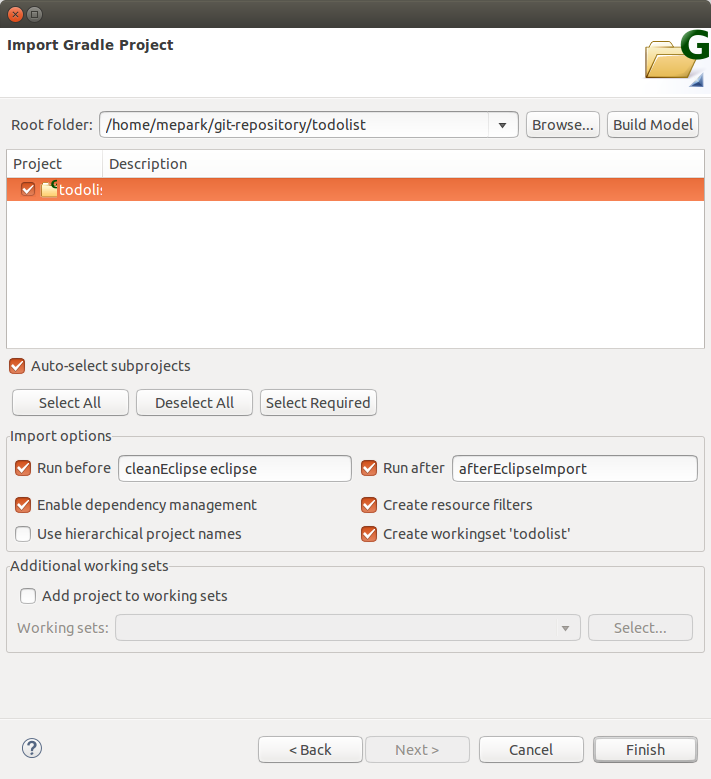 Import Gradle Project
G
Root folder: /home/mepark/git-repository/todolist Browse... Build Model
Project Description
G todolis
Auto-select subprojects
Select All Deselect All Select Required
Import options
Run before cleanEclipse eclipse Run after afterEclipseImport
Enable dependency management Create resource filters
Use hierarchical project names Create workingset 'todolist'
Additional working sets
Add project to working sets
Working sets: Select...
? < Back Next > Cancel Finish